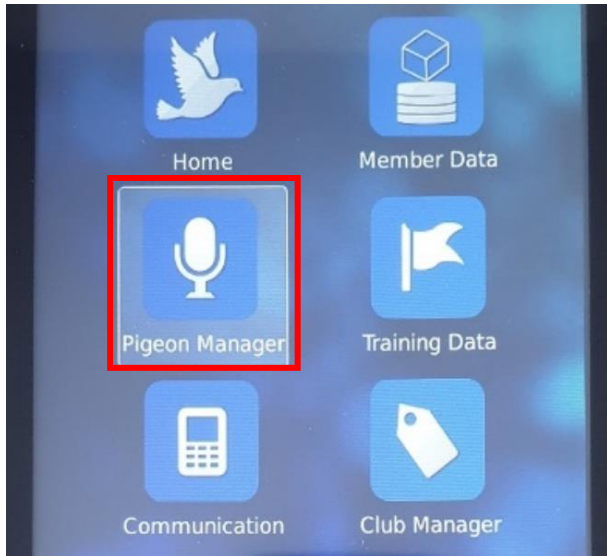 Home
Member Data
Pigeon Manager
Training Data
Communication
Club Manager